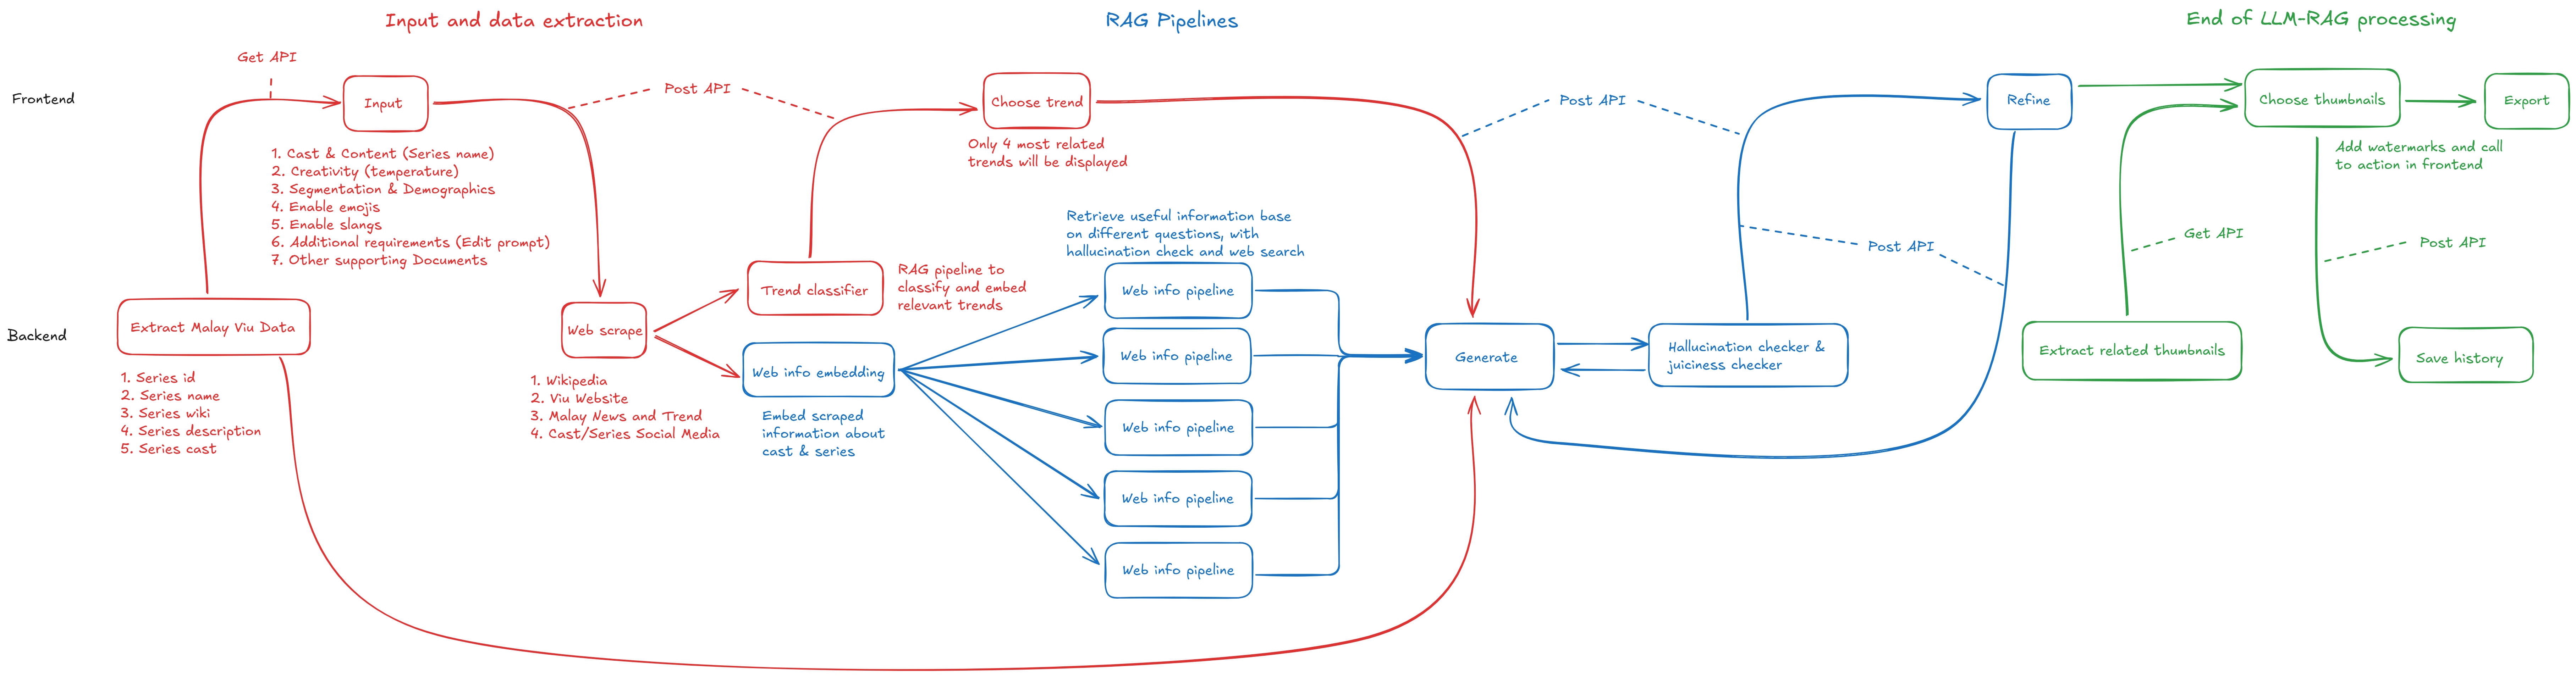 Input and data extraction
RAG Pipelines
End of LLM-RAG processing
Frontend
Get API
Input
1. Cast & Content (Series name)
2. Creativity (temperature)
3. Segmentation & Demographics
4. Enable emojis
5. Enable slangs
6. Additional requirements (Edit prompt)
7. Other supporting Documents
Post API
Choose trend
Only 4 most related
trends will be displayed
Post API
Refine
Choose thumbnails
Export
Add watermarks and call
to action in frontend
Backend
Extract Malay Viu Data
1. Series id
2. Series name
3. Series wiki
4. Series description
5. Series cast
Web scrape
1. Wikipedia
2. Viu Website
3. Malay News and Trend
4. Cast/Series Social Media
Trend classifier
RAG pipeline to
classify and embed
relevant trends
Web info embedding
Embed scraped
information about
cast & series
Retrieve useful information base
on different questions, with
hallucination check and web search
Web info pipeline
Web info pipeline
Web info pipeline
Web info pipeline
Web info pipeline
Generate
Hallucination checker &
juiciness checker
Post API
Get API
Extract related thumbnails
Post API
Save history